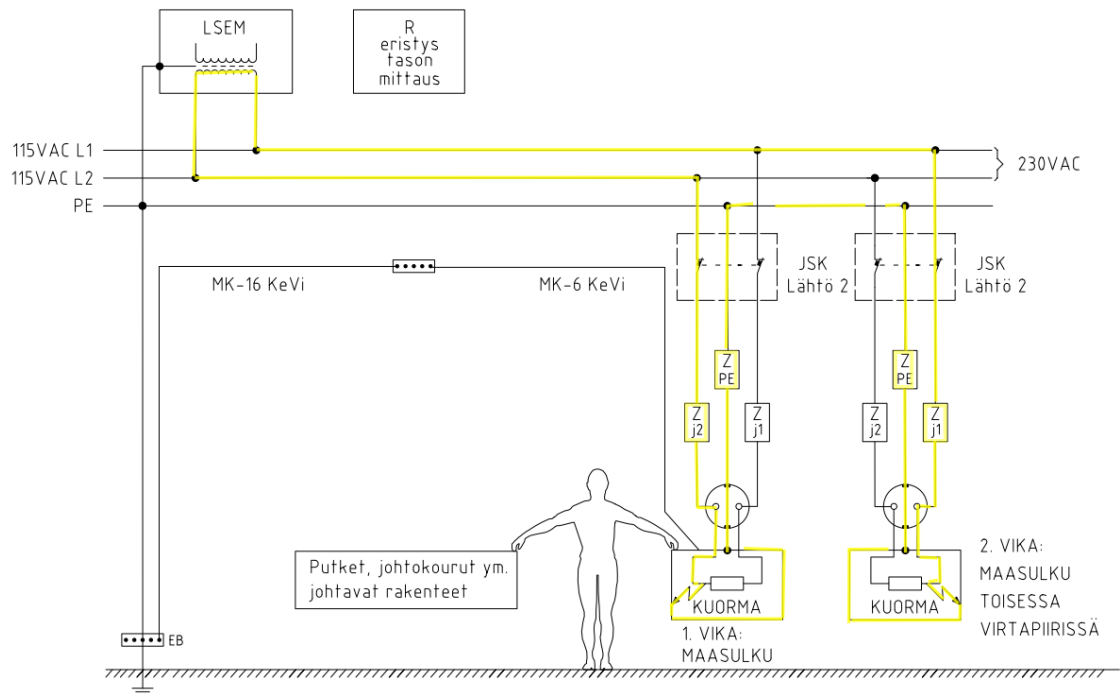 LSEM
R
eristys
tason
mittaus
115VAC L1
115VAC L2
PE
230VAC
MK-16 KeVi
MK-6 KeVi
JSK
Lähtö 2
JSK
Lähtö 2
Z
PE
Z
PE
Z
j2
Z
j1
Z
j2
Z
j1
Putket, johtokourut ym.
johtavat rakenteet
KUORMA
KUORMA
1. VIKA:
MAASULKU
2. VIKA:
MAASULKU
TOISESSA
VIRTAPIIRISSÄ
EB